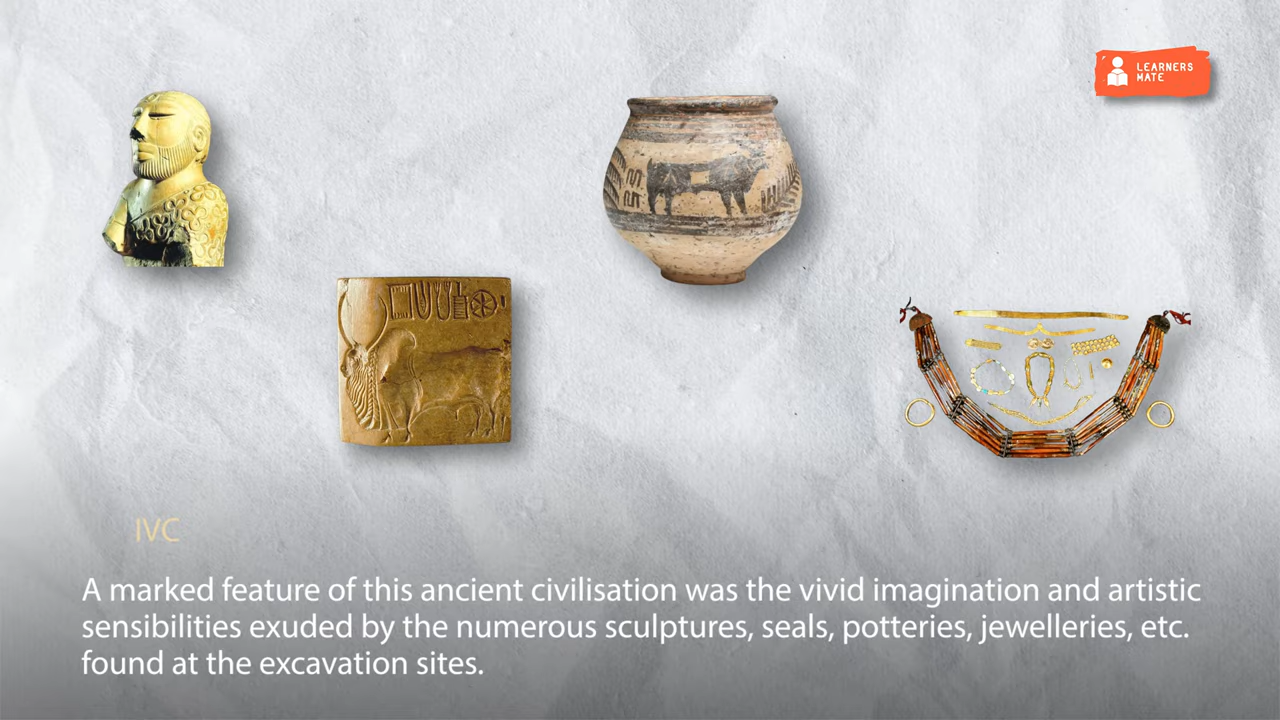 LEARNERS
MATE
IVC
A marked feature of this ancient civilisation was the vivid imagination and artistic
sensibilities exuded by the numerous sculptures, seals, potteries, jewelleries, etc.
found at the excavation sites.